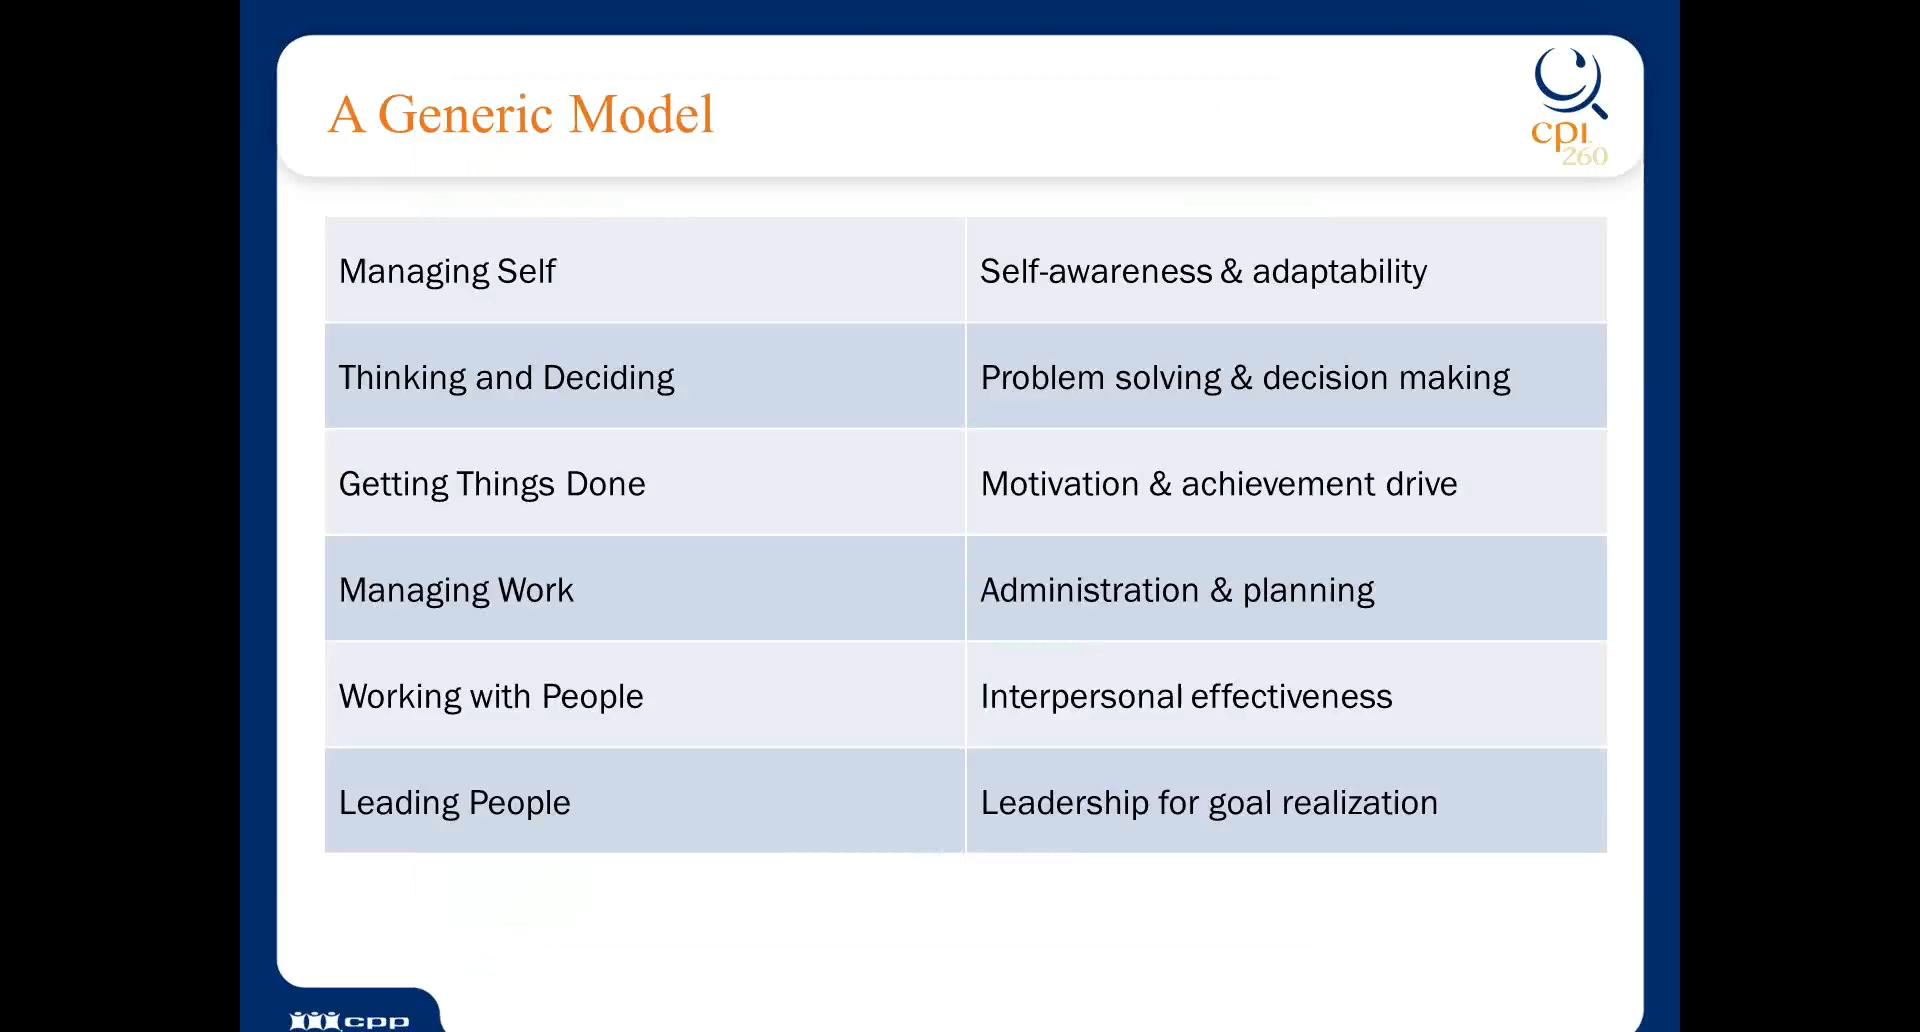 A Generic Model
cpi
260
Managing Self
Self-awareness & adaptability
Thinking and Deciding
Problem solving & decision making
Getting Things Done
Motivation & achievement drive
Managing Work
Administration & planning
Working with People
Interpersonal effectiveness
Leading People
Leadership for goal realization
cpp